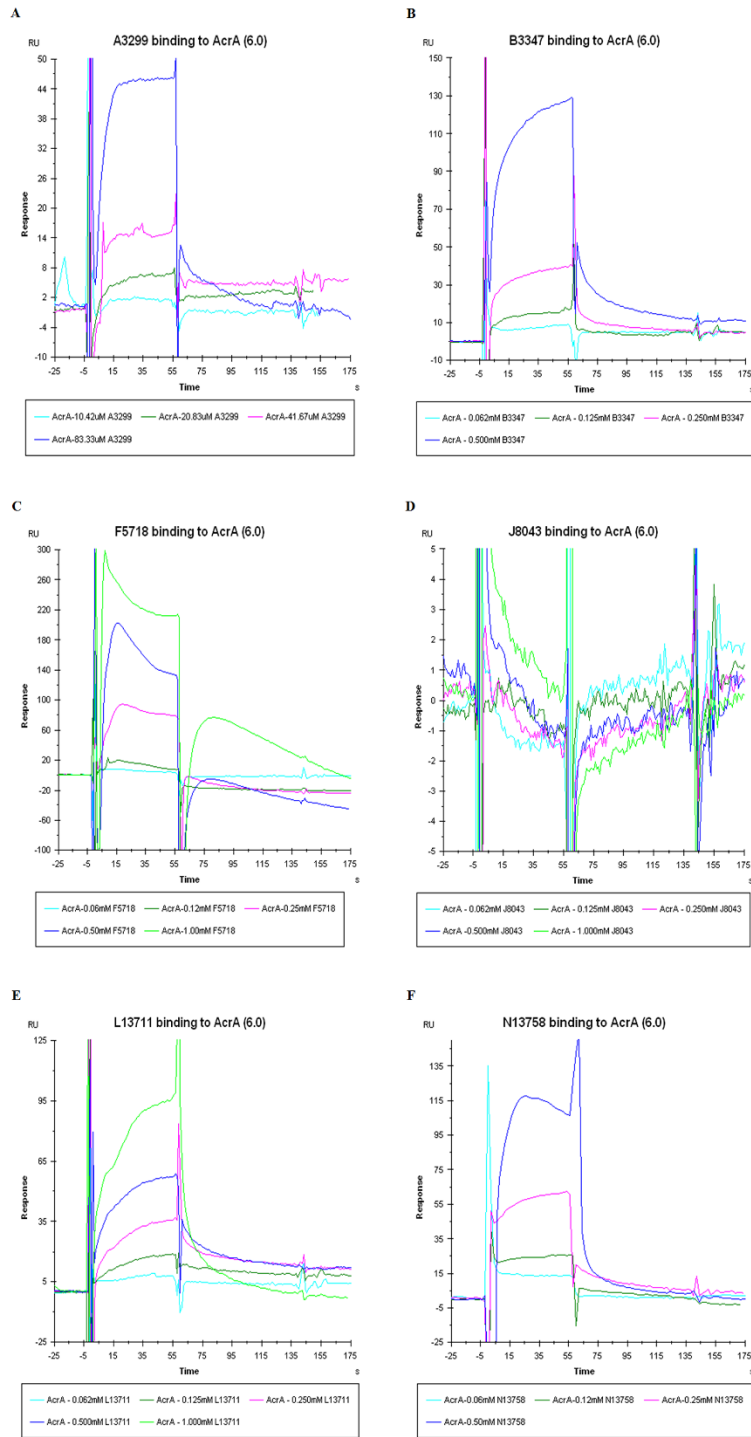 A
A3299 binding to AcrA (6.0)
RU
50
44
38
32
26
20
14
8
2
-4
-10
Response
-25 -5 15 35 55 75 95 115 135 155 175
Time s
AcrA-10.42uM A3299 AcrA-20.83uM A3299 AcrA-41.67uM A3299
AcrA-83.33uM A3299
B
B3347 binding to AcrA (6.0)
RU
150
130
110
90
70
50
30
10
-10
Response
-25 -5 15 35 55 75 95 115 135 155 175
Time s
AcrA - 0.062mM B3347 AcrA - 0.125mM B3347 AcrA - 0.250mM B3347
AcrA - 0.500mM B3347
C
F5718 binding to AcrA (6.0)
RU
300
260
220
180
140
100
60
20
-20
-60
-100
Response
-25 -5 15 35 55 75 95 115 135 155 175
Time s
AcrA-0.06mM F5718 AcrA-0.12mM F5718 AcrA-0.25mM F5718
AcrA-0.50mM F5718 AcrA-1.00mM F5718
D
J8043 binding to AcrA (6.0)
RU
5
4
3
2
1
0
-1
-2
-3
-4
-5
Response
-25 -5 15 35 55 75 95 115 135 155 175
Time s
AcrA - 0.062mM J8043 AcrA - 0.125mM J8043 AcrA - 0.250mM J8043
AcrA -0.500mM J8043 AcrA - 1.000mM J8043
E
L13711 binding to AcrA (6.0)
RU
125
95
65
35
5
-25
Response
-25 -5 15 35 55 75 95 115 135 155 175
Time s
AcrA - 0.062mM L13711 AcrA - 0.125mM L13711 AcrA - 0.250mM L13711
AcrA - 0.500mM L13711 AcrA - 1.000mM L13711
F
N13758 binding to AcrA (6.0)
RU
135
115
95
75
55
35
15
-5
-25
Response
-25 -5 15 35 55 75 95 115 135 155 175
Time s
AcrA-0.06mM N13758 AcrA-0.12mM N13758 AcrA-0.25mM N13758
AcrA-0.50mM N13758